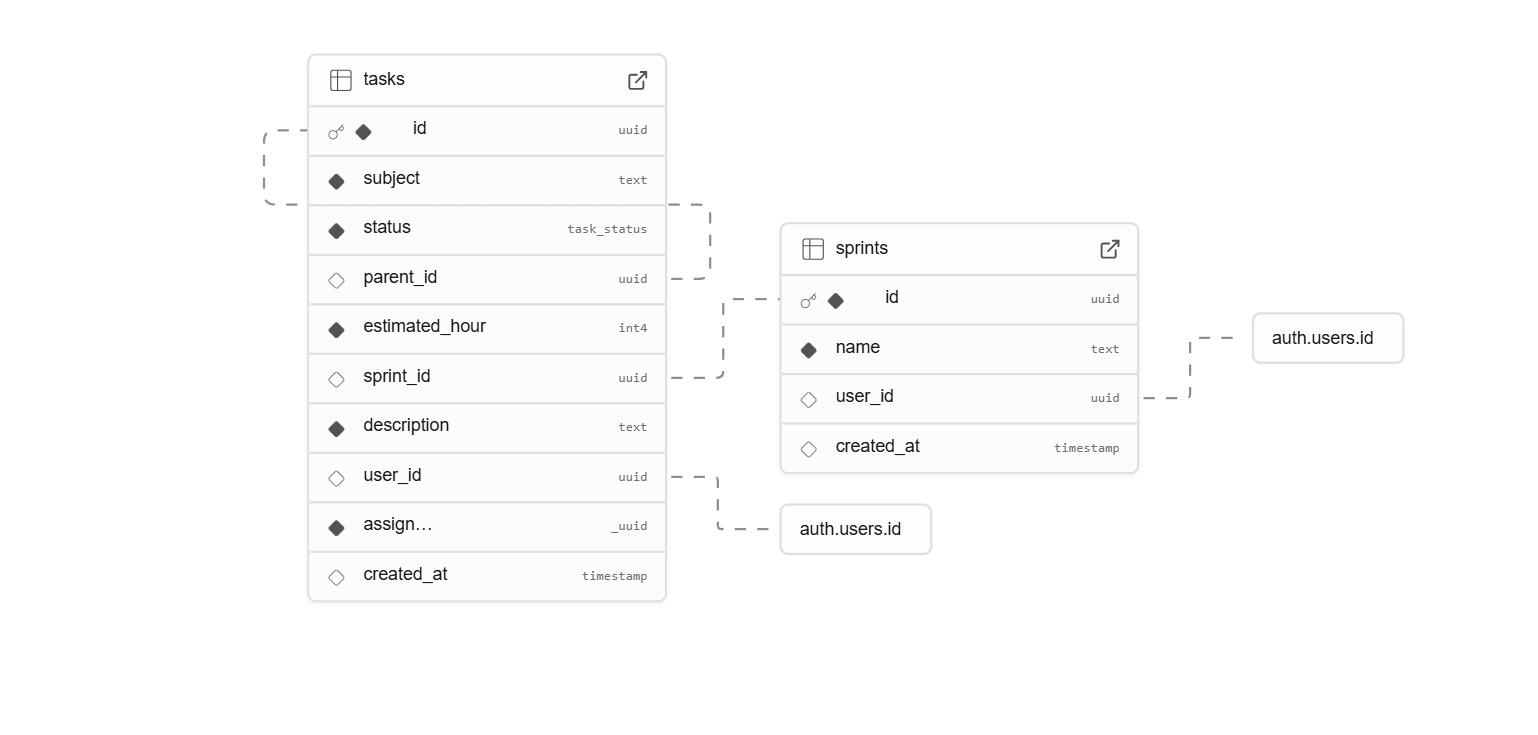 tasks
id uuid
subject text
status task_status
parent_id uuid
estimated_hour int4
sprint_id uuid
description text
user_id uuid
assign… _uuid
created_at timestamp
sprints
id uuid
name text
user_id uuid
created_at timestamp
auth.users.id
auth.users.id